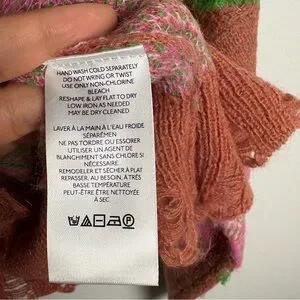 HAND WASH COLD SEPARATELY
DO NOT WRING OR TWIST
USE ONLY NON-CHLORINE
BLEACH
RESHAPE & LAY FLAT TO DRY
LOW IRON AS NEEDED
MAY BE DRY CLEANED
LAVER À LA MAIN À L'EAU FROIDE
SÉPARÉMEN
NE PAS TORDRE OU ESSORER
UTILISER UN AGENT DE
BLANCHIMENT SANS CHLORE SI
NÉCESSAIRE
REMODELER ET SÉCHER À PLAT
REPASSER, AU BESOIN, À TRÈS
BASSE TEMPÉRATURE
PEUT-ÊTRE ÊTRE NETTOYÉ
À SEC